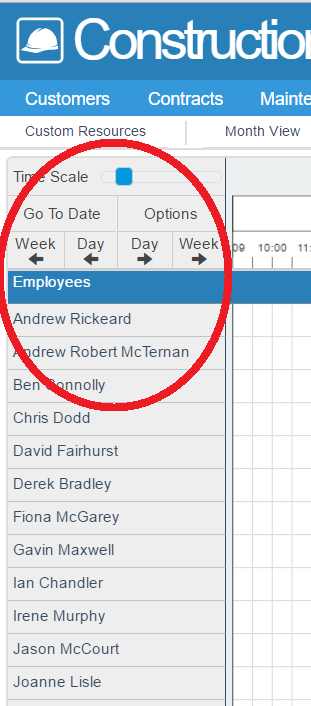 Construction
Customers Contracts Mainte
Custom Resources Month View
Time Scale
Go To Date Options
Week Day Day Week
09 10:00 11:
Employees
Andrew Rickeard
Andrew Robert McTernan
Ben Connolly
Chris Dodd
David Fairhurst
Derek Bradley
Fiona McGarey
Gavin Maxwell
Ian Chandler
Irene Murphy
Jason McCourt
Joanne Lisle